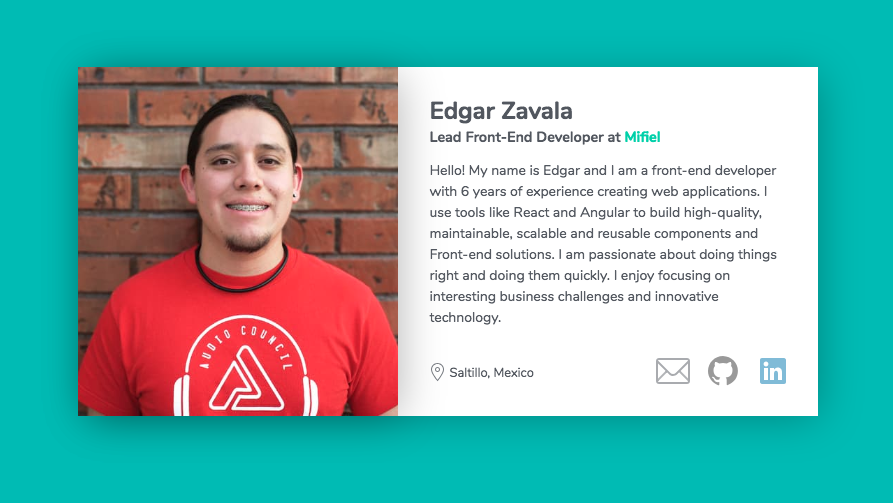 Edgar Zavala
Lead Front-End Developer at Mifiel
Hello! My name is Edgar and I am a front-end developer
with 6 years of experience creating web applications. I
use tools like React and Angular to build high-quality,
maintainable, scalable and reusable components and
Front-end solutions. I am passionate about doing things
right and doing them quickly. I enjoy focusing on
interesting business challenges and innovative
technology.
AUDIO COUNCIL
Saltillo, Mexico
in